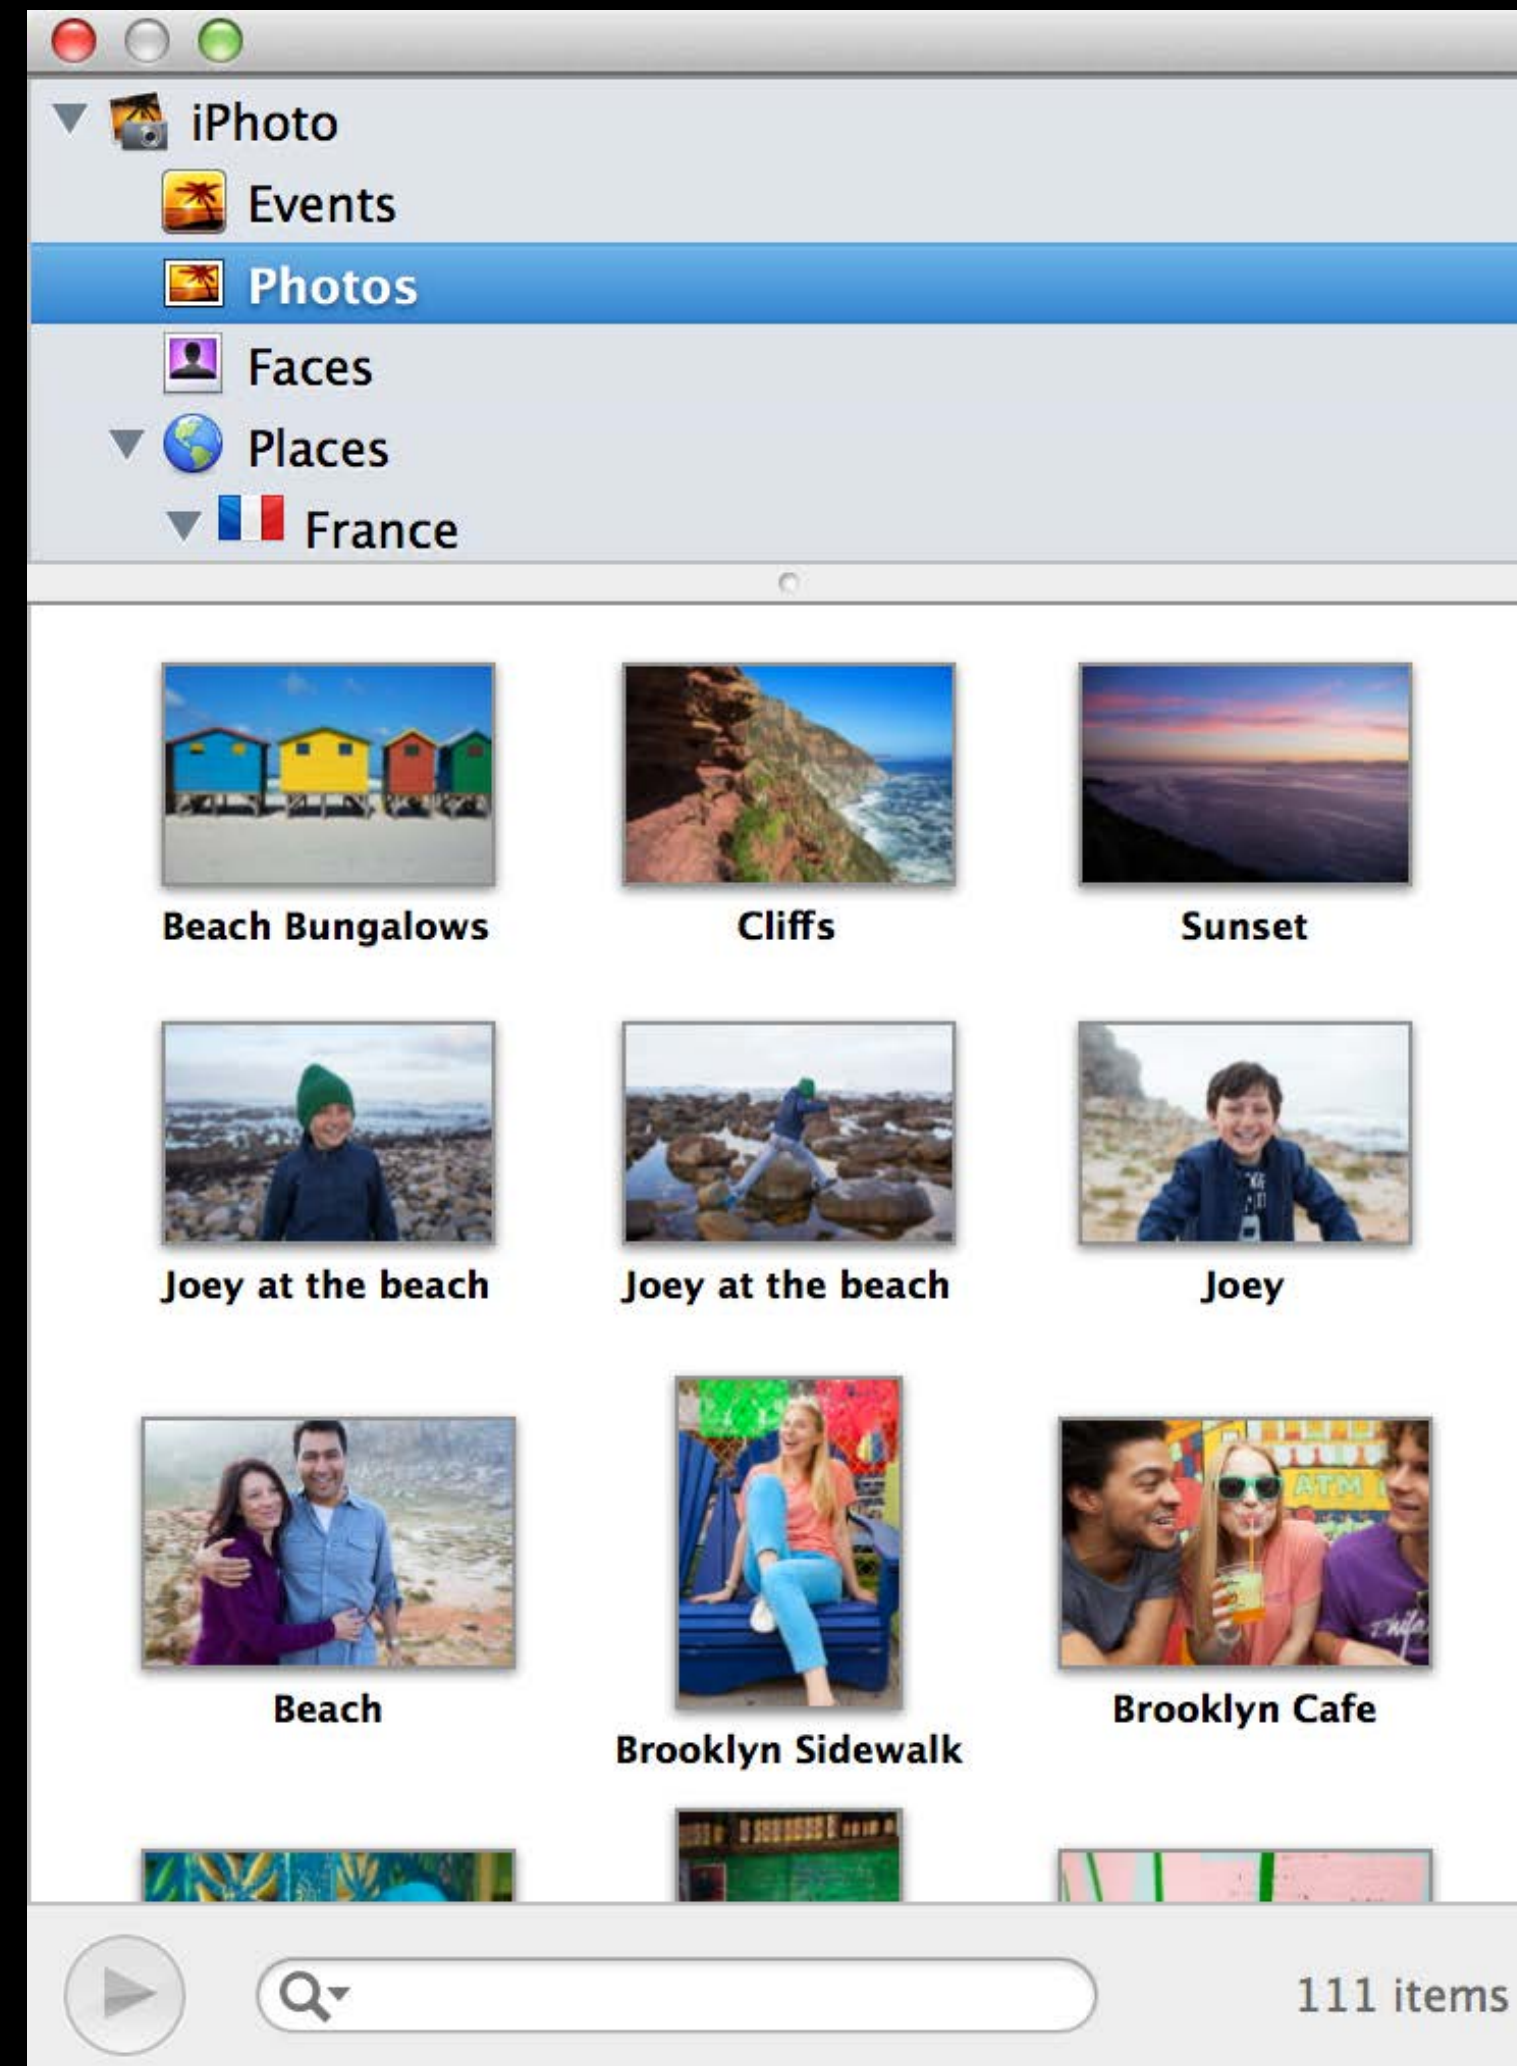 iPhoto
Events
Photos
Faces
Places
France
Beach Bungalows
Cliffs
Sunset
Joey at the beach
Joey at the beach
Joey
ATM
Beach
Brooklyn Sidewalk
Brooklyn Cafe
111 items